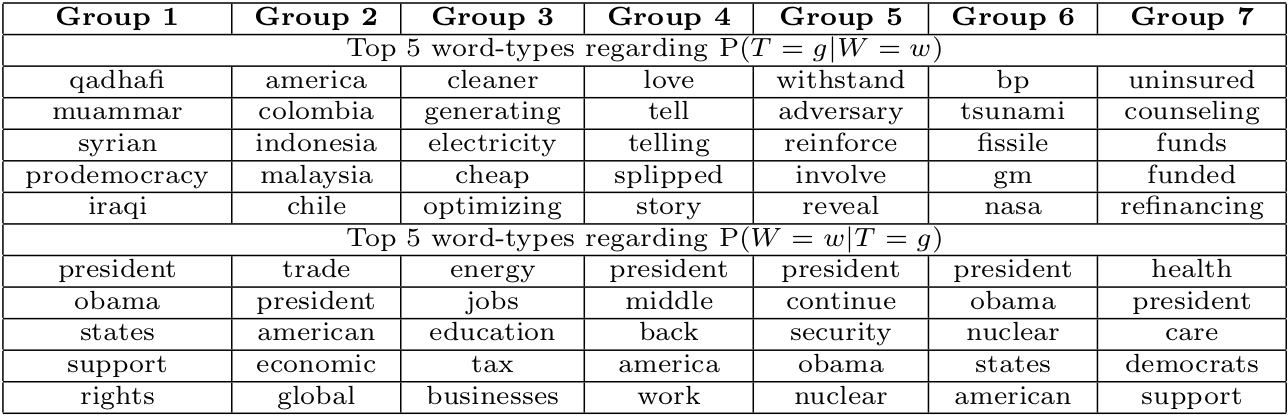 Group 1 Group 2 Group 3 Group 4 Group 5 Group 6 Group 7
Top 5 word-types regarding P(T = g|W = w)
qadhafi america cleaner love withstand bp uninsured
muammar colombia generating tell adversary tsunami counseling
syrian indonesia electricity telling reinforce fissile funds
prodemocracy malaysia cheap splipped involve gm funded
iraqi chile optimizing story reveal nasa refinancing
Top 5 word-types regarding P(W = w|T = g)
president trade energy president president president health
obama president jobs middle continue obama president
states american education back security nuclear care
support economic tax america obama states democrats
rights global businesses work nuclear american support